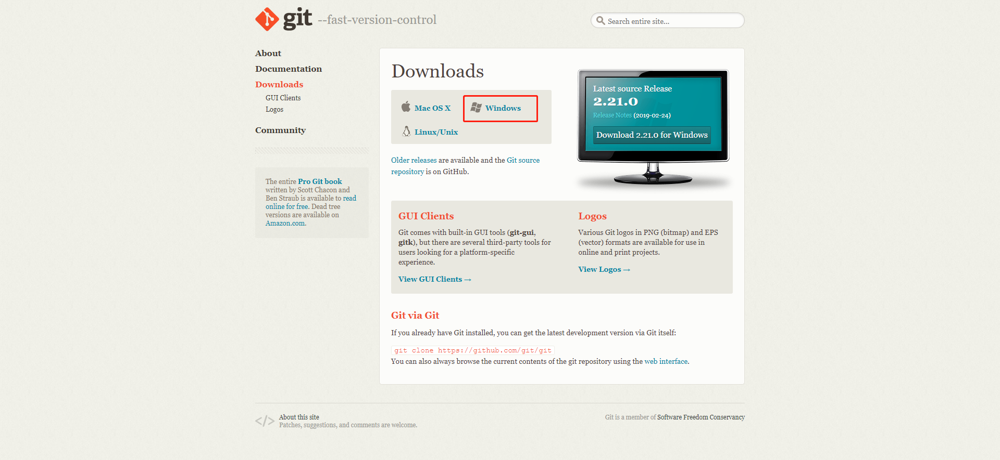 git --fast-version-control
Search entire site...
About
Documentation
Downloads
GUI Clients
Logos
Community
The entire Pro Git book
written by Scott Chacon and
Ben Straub is available to read
online for free. Dead tree
versions are available on
Amazon.com.
Downloads
Mac OS X
Windows
Linux/Unix
Older releases are available and the Git source
repository is on GitHub.
Latest source Release
2.21.0
Release Notes (2019-02-24)
Download 2.21.0 for Windows
GUI Clients
Git comes with built-in GUI tools (git-gui,
gitk), but there are several third-party tools for
users looking for a platform-specific
experience.
View GUI Clients →
Logos
Various Git logos in PNG (bitmap) and EPS
(vector) formats are available for use in
online and print projects.
View Logos →
Git via Git
If you already have Git installed, you can get the latest development version via Git itself:
git clone https://github.com/git/git
You can also always browse the current contents of the git repository using the web interface.
</> About this site
Patches, suggestions, and comments are welcome.
Git is a member of Software Freedom Conservancy